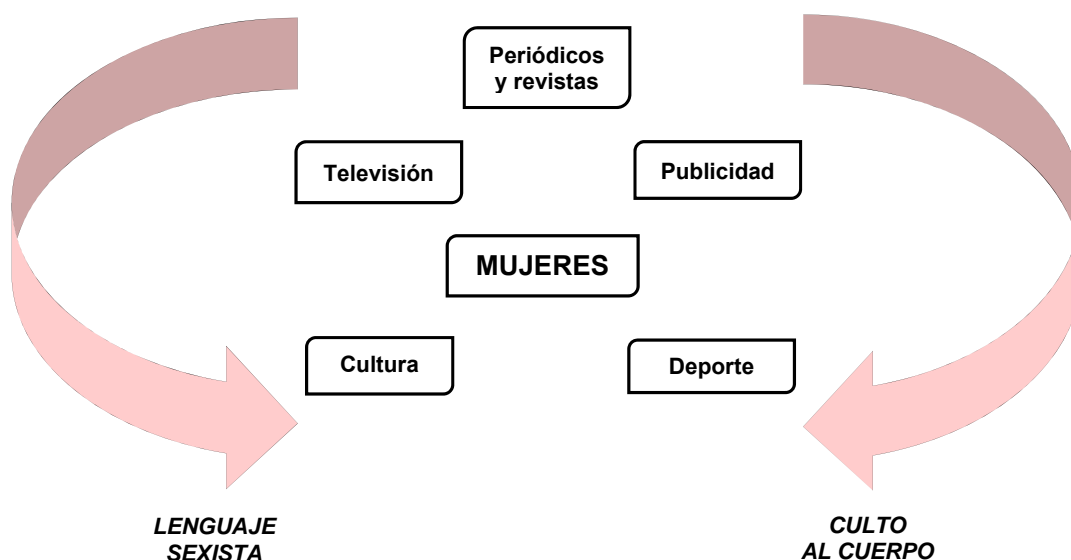 Periódicos
y revistas
Televisión
Publicidad
MUJERES
Cultura
Deporte
LENGUAJE
SEXISTA
CULTO
AL CUERPO